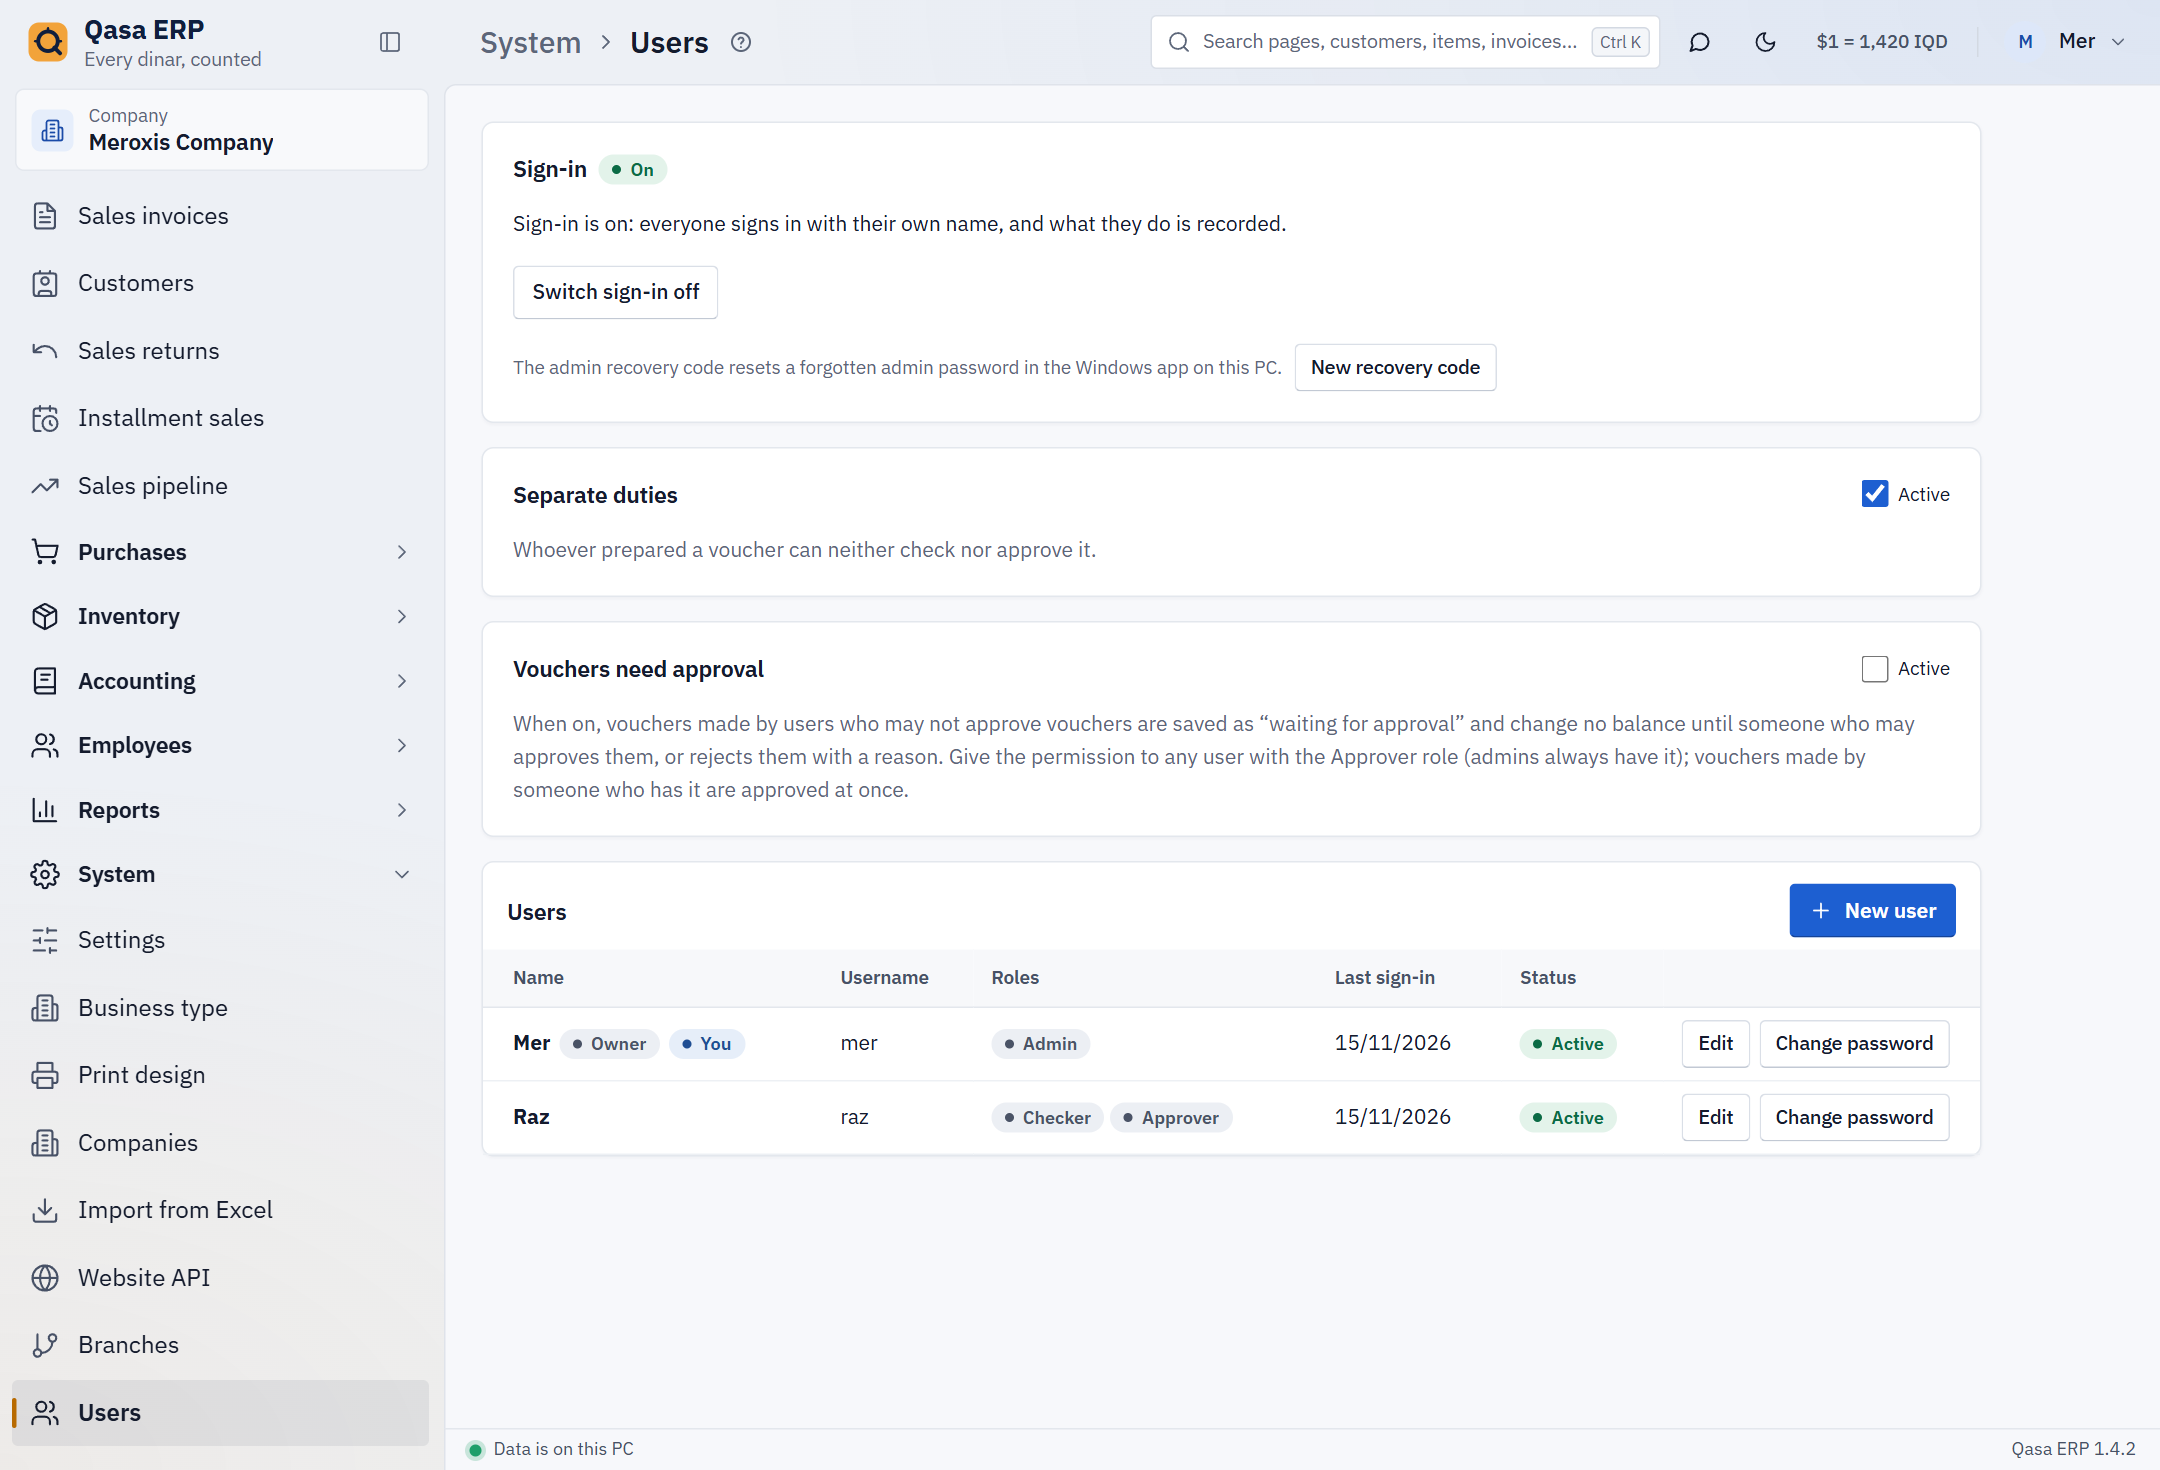 Qasa ERP
Every dinar, counted
System > Users
Search pages, customers, items, invoices... Ctrl K
$1 = 1,420 IQD
M Mer
Company
Meroxis Company
Sales invoices
Customers
Sales returns
Installment sales
Sales pipeline
Purchases
Inventory
Accounting
Employees
Reports
System
Settings
Business type
Print design
Companies
Import from Excel
Website API
Branches
Users
Sign-in On
Sign-in is on: everyone signs in with their own name, and what they do is recorded.
Switch sign-in off
The admin recovery code resets a forgotten admin password in the Windows app on this PC. New recovery code
Separate duties Active
Whoever prepared a voucher can neither check nor approve it.
Vouchers need approval Active
When on, vouchers made by users who may not approve vouchers are saved as “waiting for approval” and change no balance until someone who may
approves them, or rejects them with a reason. Give the permission to any user with the Approver role (admins always have it); vouchers made by
someone who has it are approved at once.
Users + New user
Name Username Roles Last sign-in Status
Mer Owner You mer Admin 15/11/2026 Active Edit Change password
Raz raz Checker Approver 15/11/2026 Active Edit Change password
Data is on this PC
Qasa ERP 1.4.2